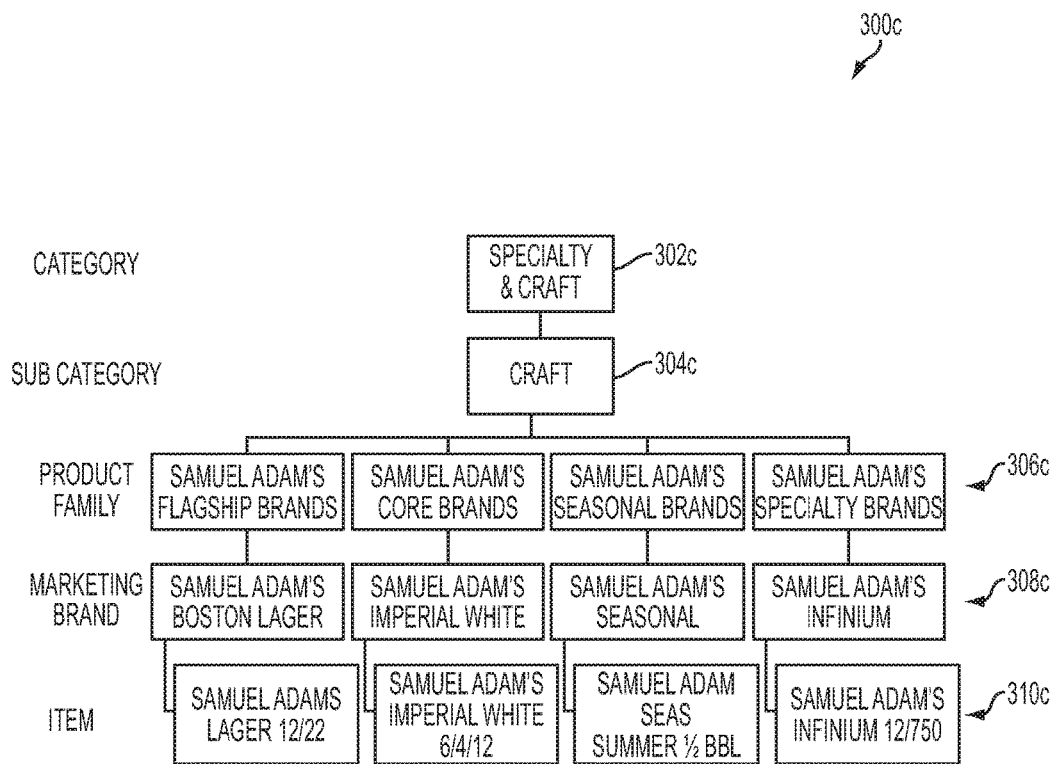 300c
CATEGORY
SPECIALTY
& CRAFT
302c
SUB CATEGORY
CRAFT
304c
PRODUCT
FAMILY
SAMUEL ADAM'S
FLAGSHIP BRANDS
SAMUEL ADAM'S
CORE BRANDS
SAMUEL ADAM'S
SEASONAL BRANDS
SAMUEL ADAM'S
SPECIALTY BRANDS
306c
MARKETING
BRAND
SAMUEL ADAM'S
BOSTON LAGER
SAMUEL ADAM'S
IMPERIAL WHITE
SAMUEL ADAM'S
SEASONAL
SAMUEL ADAM'S
INFINIUM
308c
ITEM
SAMUEL ADAMS
LAGER 12/22
SAMUEL ADAM'S
IMPERIAL WHITE
6/4/12
SAMUEL ADAM
SEAS
SUMMER ½ BBL
SAMUEL ADAM'S
INFINIUM 12/750
310c